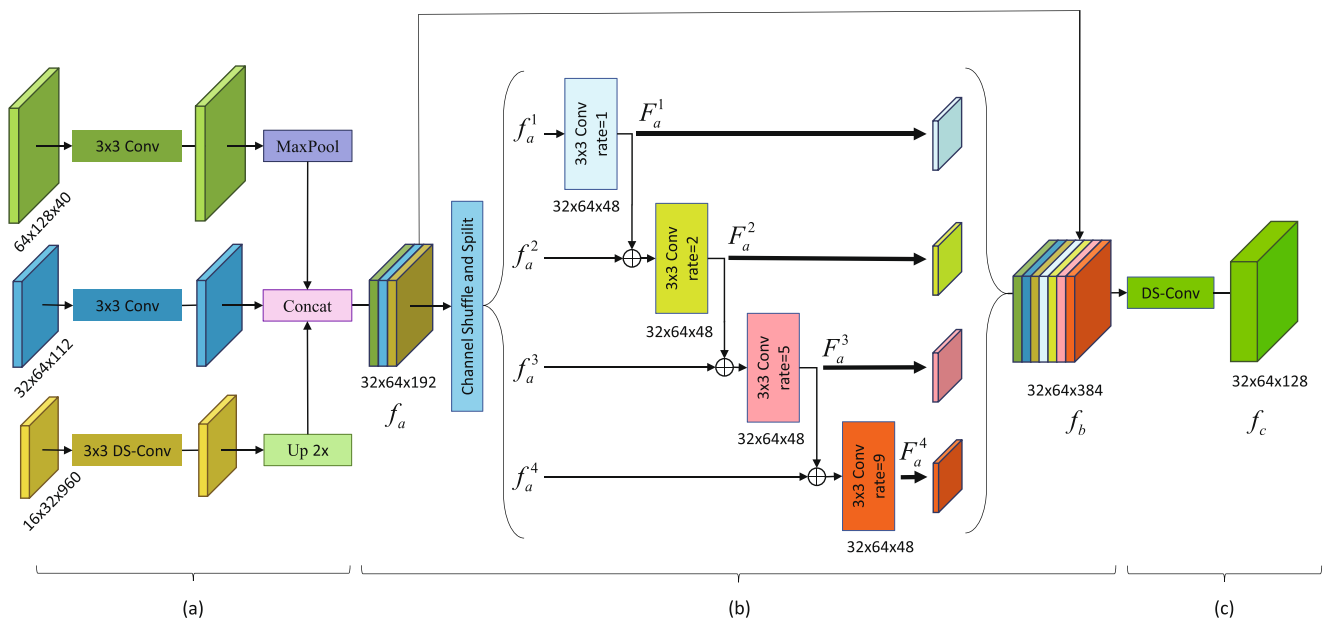 3x3 Conv
MaxPool
64x128x40
3x3 Conv
Concat
32x64x112
3x3 DS-Conv
Up 2x
16x32x960
(a)
32x64x192
f_a
Channel Shuffle and Spilit
f_a^1
3x3 Conv
rate=1
F_a^1
32x64x48
f_a^2
3x3 Conv
rate=2
F_a^2
32x64x48
f_a^3
3x3 Conv
rate=5
F_a^3
32x64x48
f_a^4
3x3 Conv
rate=9
F_a^4
32x64x48
32x64x384
f_b
(b)
DS-Conv
32x64x128
f_c
(c)